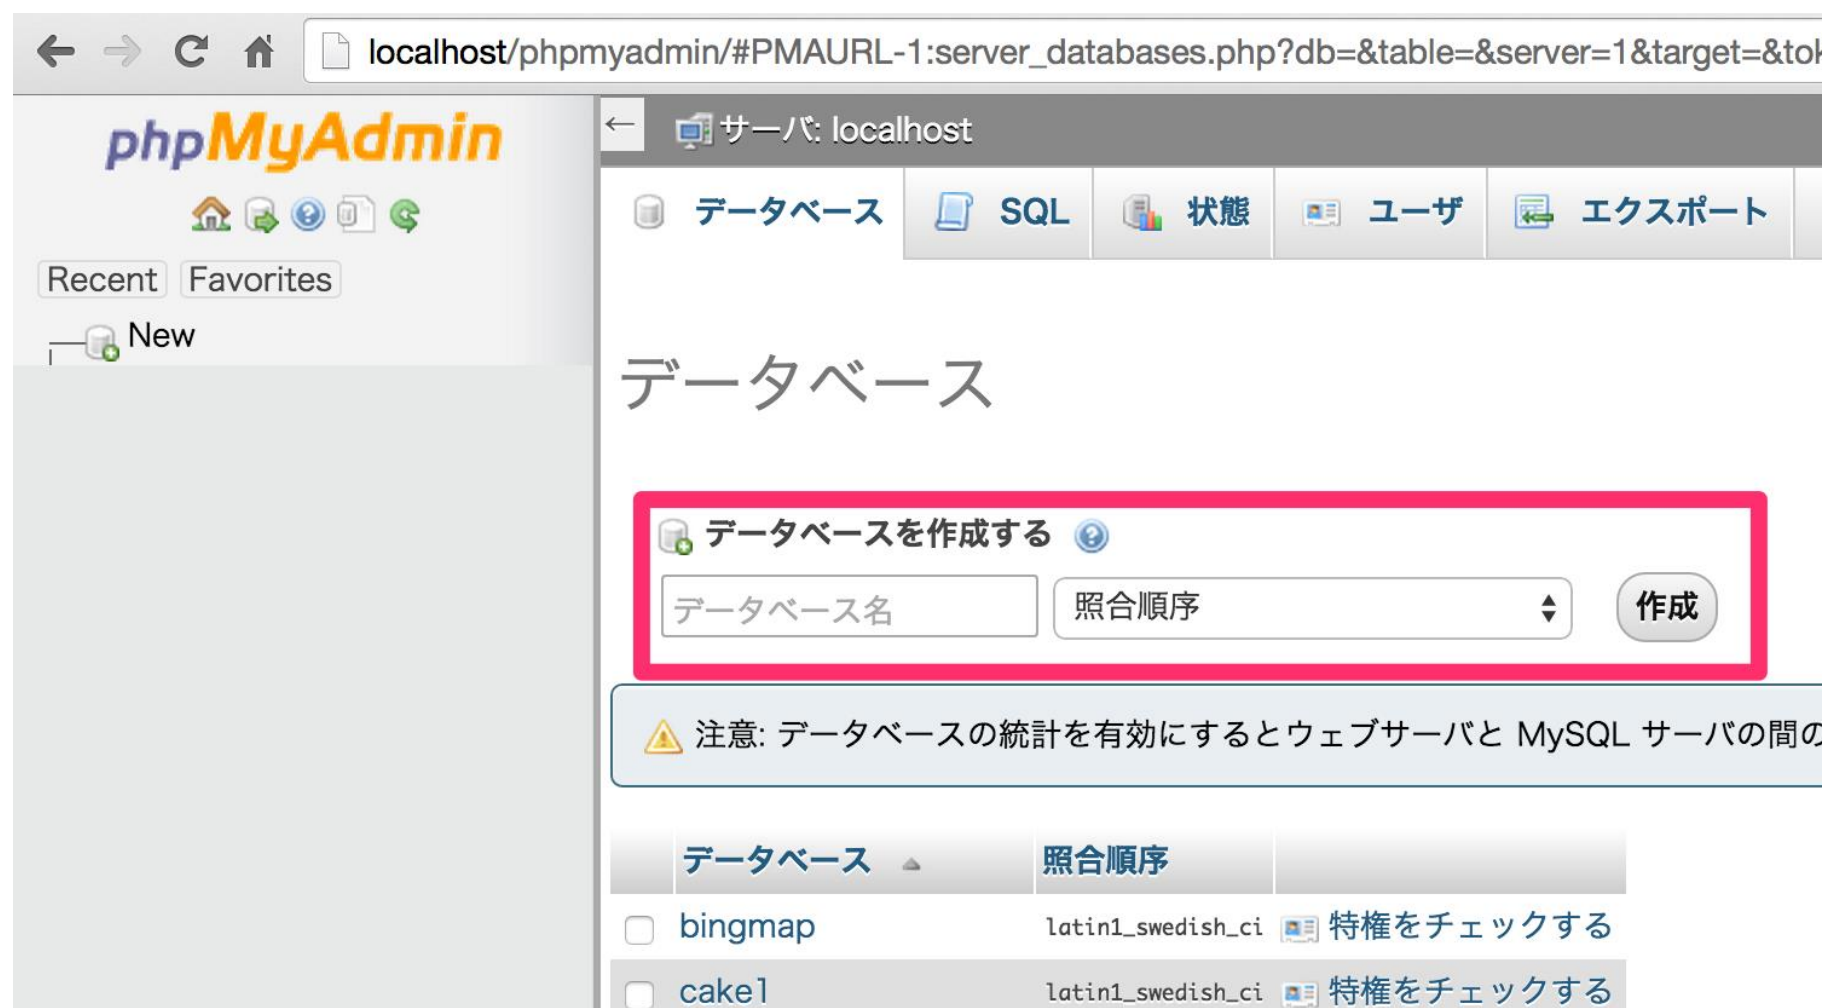 localhost/phpmyadmin/#PMAURL-1:server_databases.php?db=&table=&server=1&target=&tok
phpMyAdmin
Recent Favorites
New
サーバ: localhost
データベース SQL 状態 ユーザ エクスポート
データベース
データベースを作成する
データベース名 照合順序 作成
注意: データベースの統計を有効にするとウェブサーバと MySQL サーバの間の
データベース 照合順序
bingmap latin1_swedish_ci 特権をチェックする
cake1 latin1_swedish_ci 特権をチェックする